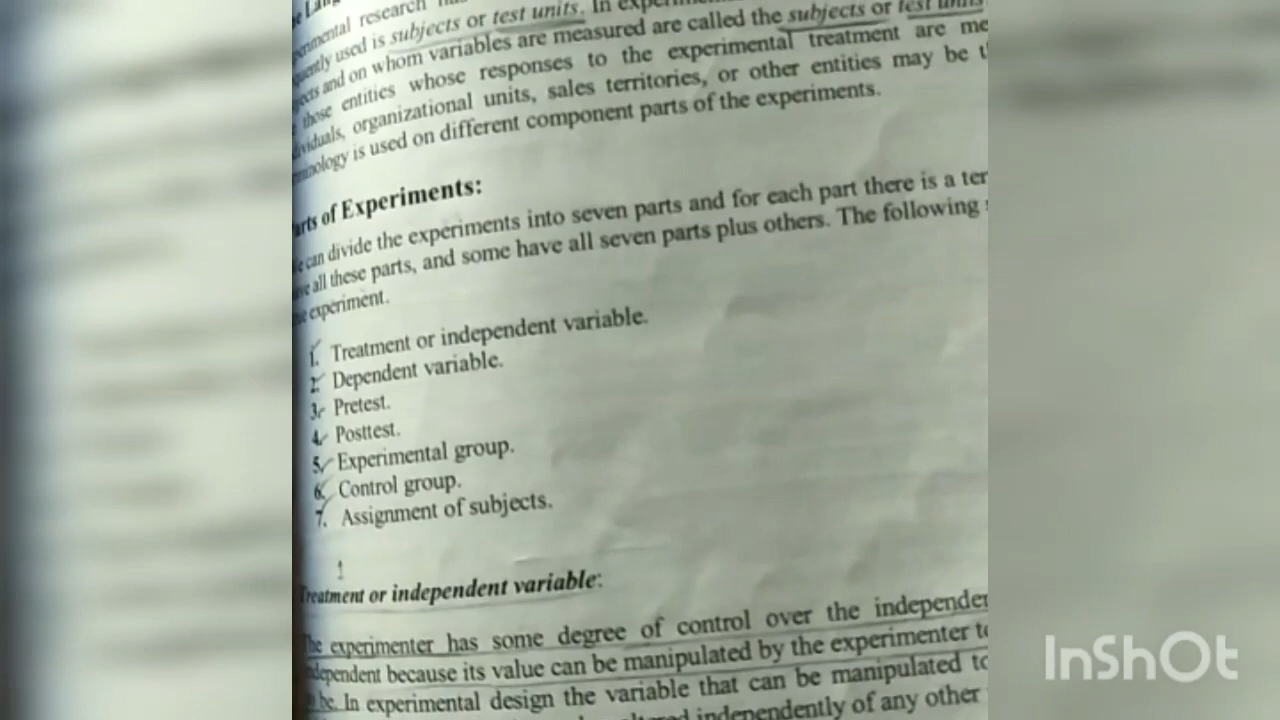 experimental research
frequently used is subjects or test units. In
and on whom variables are measured are called the subjects or test units
those entities whose responses to the experimental treatment are
organizational units, sales territories, or other entities may be
is used on different component parts of the experiments.
of Experiments:
can divide the experiments into seven parts and for each part there is a
all these parts, and some have all seven parts plus others. The following
experiment.
1. Treatment or independent variable.
2. Dependent variable.
3. Pretest.
4. Posttest.
5. Experimental group.
6. Control group.
7. Assignment of subjects.
1
Treatment or independent variable:
The experimenter has some degree of control over the
because its value can be manipulated by the experimenter
be. In experimental design the variable that can be manipulated
independently of any other
InShOt